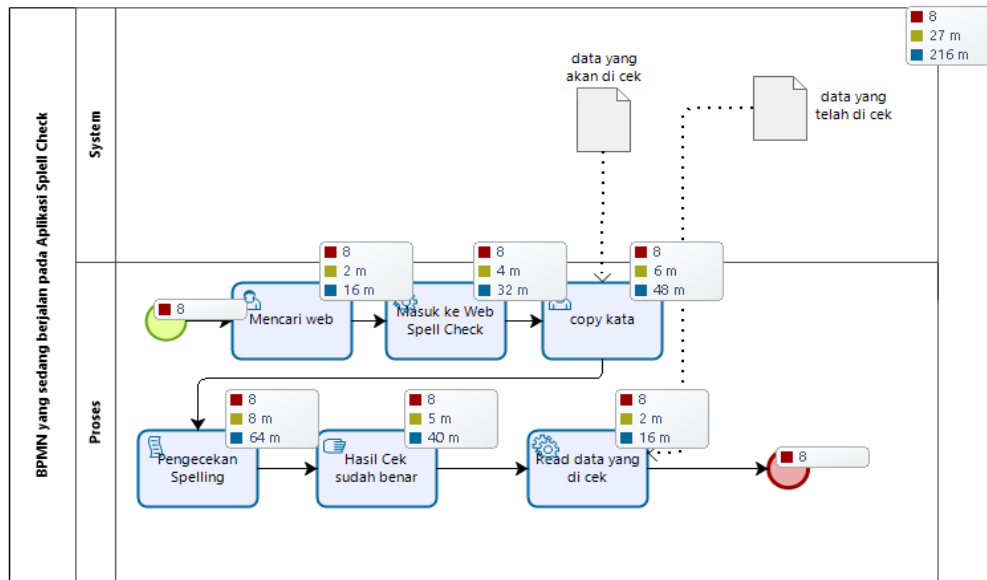 BPMN yang sedang berjalan pada Aplikasi Splell Check
System
data yang
akan di cek
data yang
telah di cek
8
27 m
216 m
Proses
8
Mencari web
8
2 m
16 m
Masuk ke Web
Spell Check
8
4 m
32 m
copy kata
8
6 m
48 m
Pengecekan
Spelling
8
8 m
64 m
Hasil Cek
sudah benar
8
5 m
40 m
Read data yang
di cek
8
2 m
16 m
8